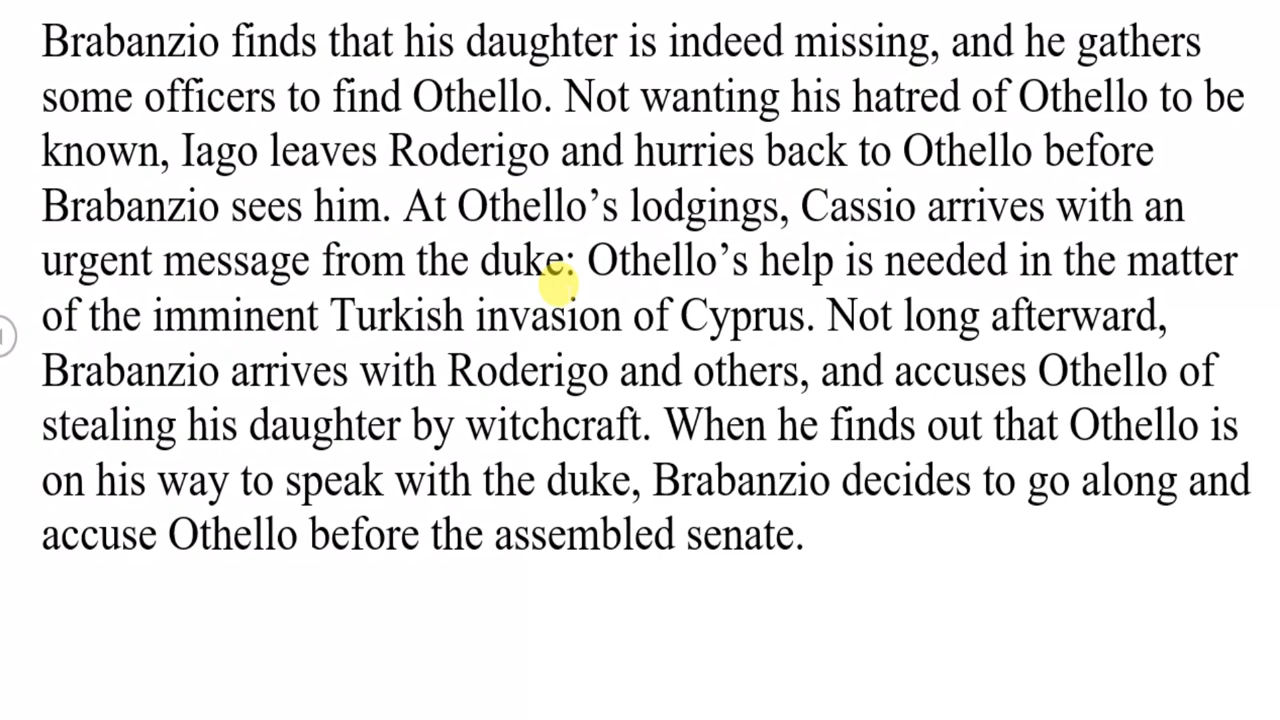 Brabanzio finds that his daughter is indeed missing, and he gathers
some officers to find Othello. Not wanting his hatred of Othello to be
known, Iago leaves Roderigo and hurries back to Othello before
Brabanzio sees him. At Othello’s lodgings, Cassio arrives with an
urgent message from the duke: Othello’s help is needed in the matter
of the imminent Turkish invasion of Cyprus. Not long afterward,
Brabanzio arrives with Roderigo and others, and accuses Othello of
stealing his daughter by witchcraft. When he finds out that Othello is
on his way to speak with the duke, Brabanzio decides to go along and
accuse Othello before the assembled senate.